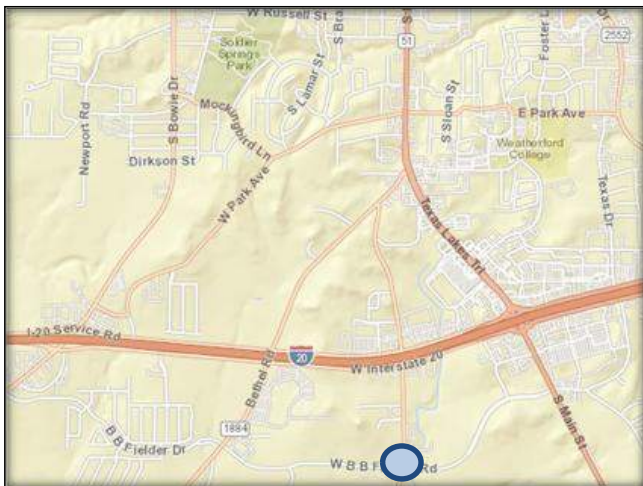 W Russell St
S Bra
S
51
Foster L
Dr
2552
Soldier
Springs
Park
S Lamar St
S Bowie Dr
Newport Rd
Mockingbird Ln
S Sloan St
E Park Ave
Weatherford
College
Dirkson St
W Park Ave
Texas Dr
Texas Lakes Trl
I-20 Service Rd
20
W Interstate 20
Bethel Rd
S Main St
1884
B B Fielder Dr
W B B F
Rd